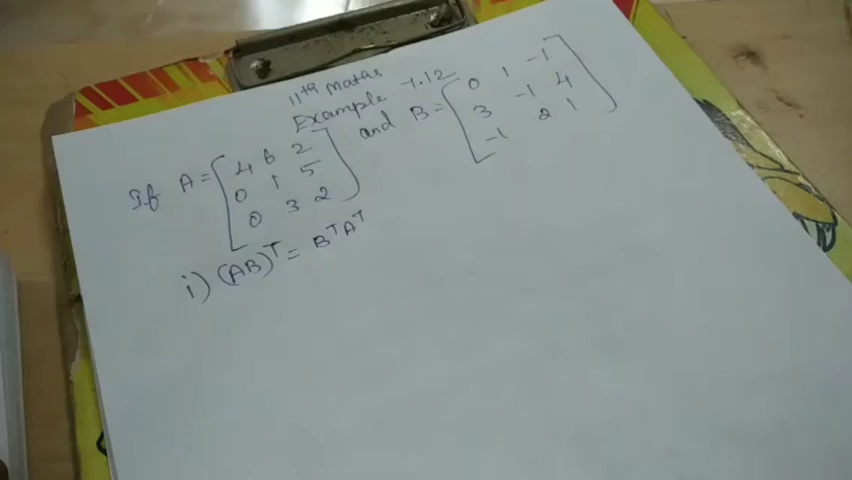 11th Maths
Example 7.12
If A = [4 6 2
0 1 5
0 3 2] and B = [0 1 -1
3 -1 4
-1 2 1]
i) (AB)ᵀ = BᵀAᵀ